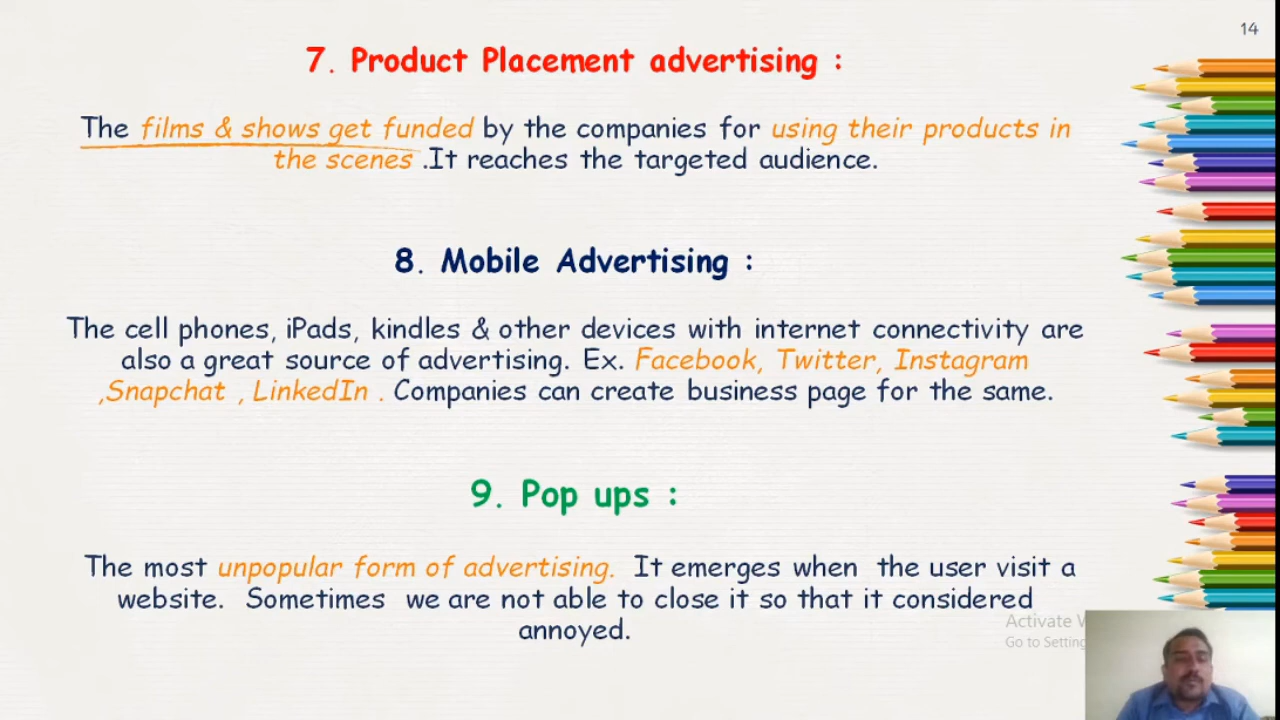 14
7. Product Placement advertising :
The films & shows get funded by the companies for using their products in
the scenes .It reaches the targeted audience.
8. Mobile Advertising :
The cell phones, iPads, kindles & other devices with internet connectivity are
also a great source of advertising. Ex. Facebook, Twitter, Instagram
,Snapchat , LinkedIn . Companies can create business page for the same.
9. Pop ups :
The most unpopular form of advertising. It emerges when the user visit a
website. Sometimes we are not able to close it so that it considered
annoyed.
Activate
Go to Setting